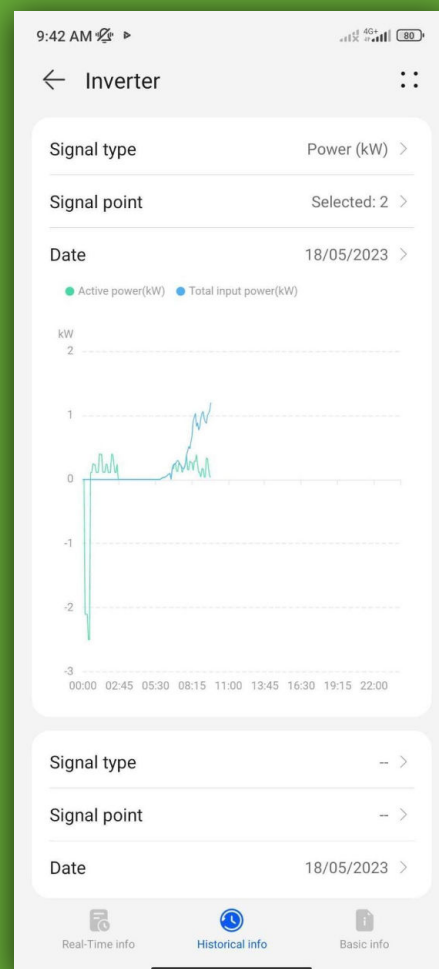 9:42 AM
4G+
80
Inverter
Signal type Power (kW)
Signal point Selected: 2
Date 18/05/2023
Active power(kW) Total input power(kW)
kW
2
1
0
-1
-2
-3
00:00 02:45 05:30 08:15 11:00 13:45 16:30 19:15 22:00
Signal type --
Signal point --
Date 18/05/2023
Real-Time info Historical info Basic info